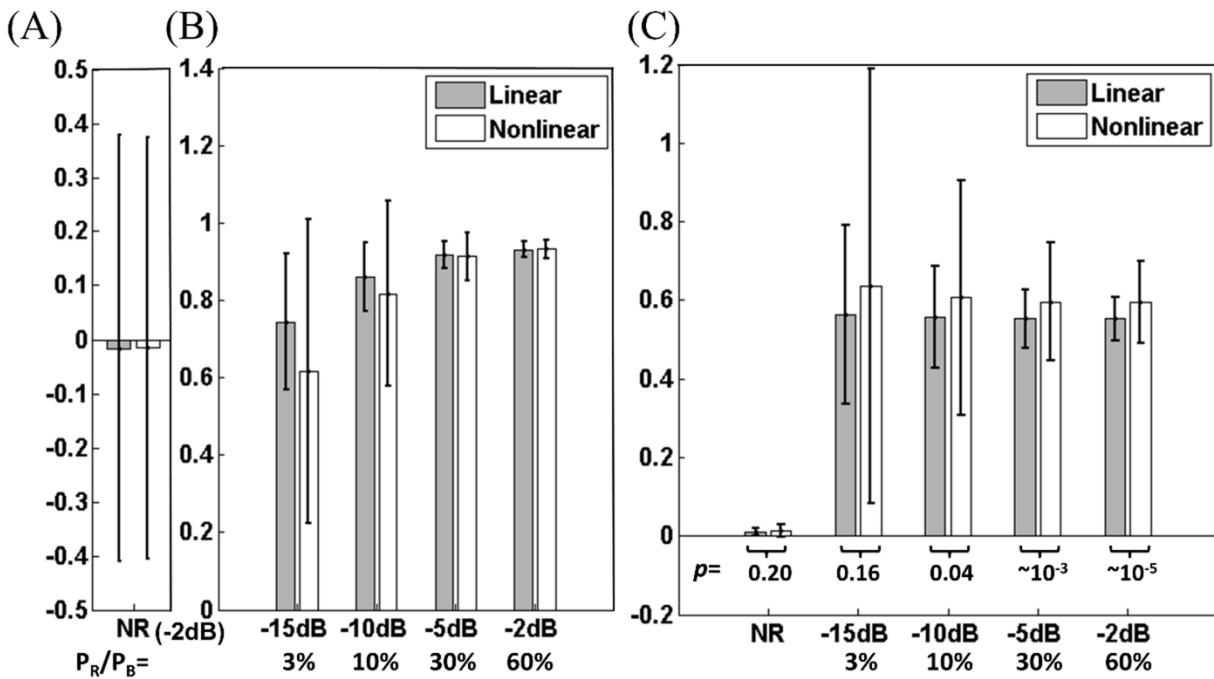 (A)
0.5
0.4
0.3
0.2
0.1
0
-0.1
-0.2
-0.3
-0.4
-0.5
NR (-2dB)
(B)
1.4
1.2
1
0.8
0.6
0.4
0.2
0
Linear
Nonlinear
-15dB -10dB -5dB -2dB
P_R/P_B= 3% 10% 30% 60%
(C)
1.2
1
0.8
0.6
0.4
0.2
0
-0.2
Linear
Nonlinear
p= 0.20 0.16 0.04 ~10⁻³ ~10⁻⁵
NR -15dB -10dB -5dB -2dB
3% 10% 30% 60%